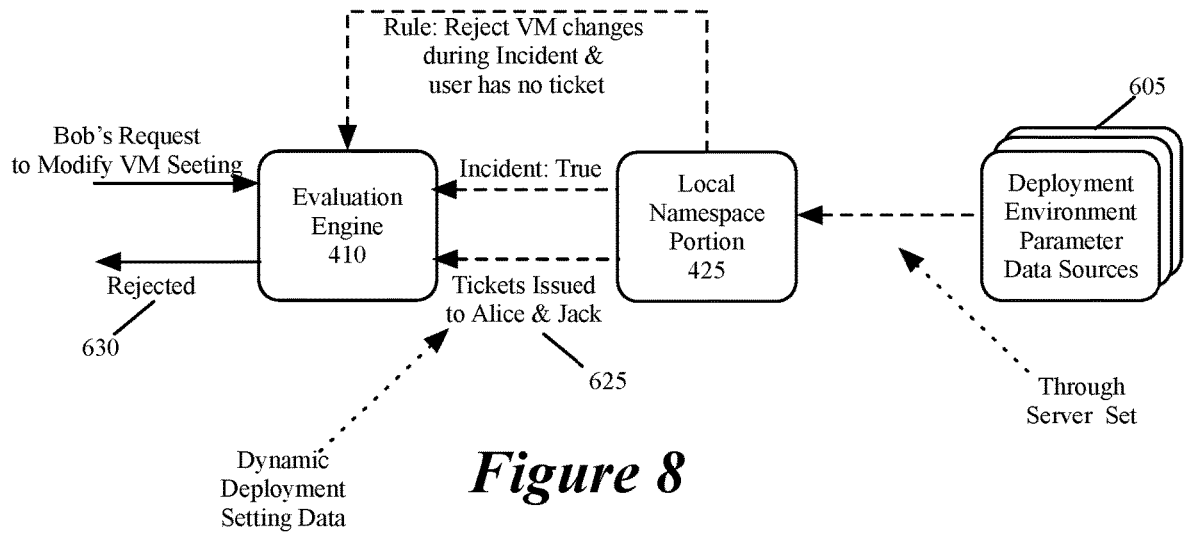 Rule: Reject VM changes
during Incident &
user has no ticket
605
Bob's Request
to Modify VM Seeting
Evaluation
Engine
410
Incident: True
Local
Namespace
Portion
425
Deployment
Environment
Parameter
Data Sources
Rejected
Tickets Issued
to Alice & Jack
630
625
Through
Server Set
Dynamic
Deployment
Setting Data
Figure 8